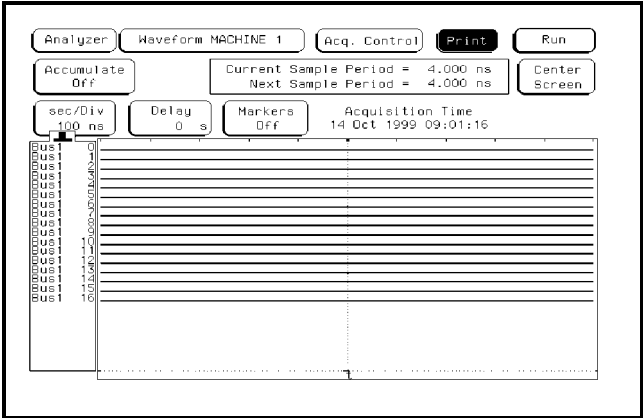 Analyzer Waveform MACHINE 1 Acq. Control Print Run
Accumulate
Off
Current Sample Period = 4.000 ns
Next Sample Period = 4.000 ns
Center
Screen
sec/Div
100 ns
Delay
0 s
Markers
Off
Acquisition Time
14 Oct 1999 09:01:16
Bus1 0
Bus1 1
Bus1 2
Bus1 3
Bus1 4
Bus1 5
Bus1 6
Bus1 7
Bus1 8
Bus1 9
Bus1 10
Bus1 11
Bus1 12
Bus1 13
Bus1 14
Bus1 15
Bus1 16